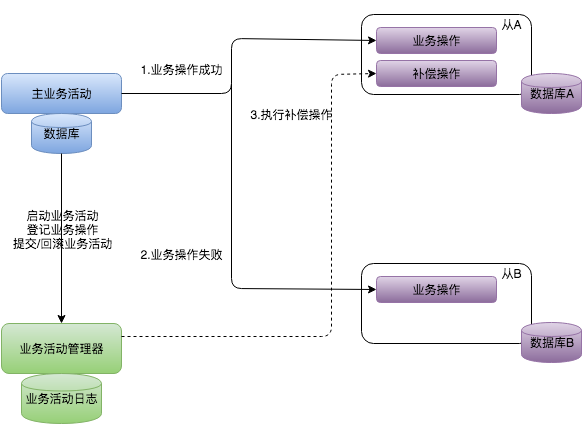 从A
业务操作
1.业务操作成功
补偿操作
主业务活动
数据库A
3.执行补偿操作
数据库
启动业务活动
登记业务操作
提交/回滚业务活动
2.业务操作失败
从B
业务操作
数据库B
业务活动管理器
业务活动日志